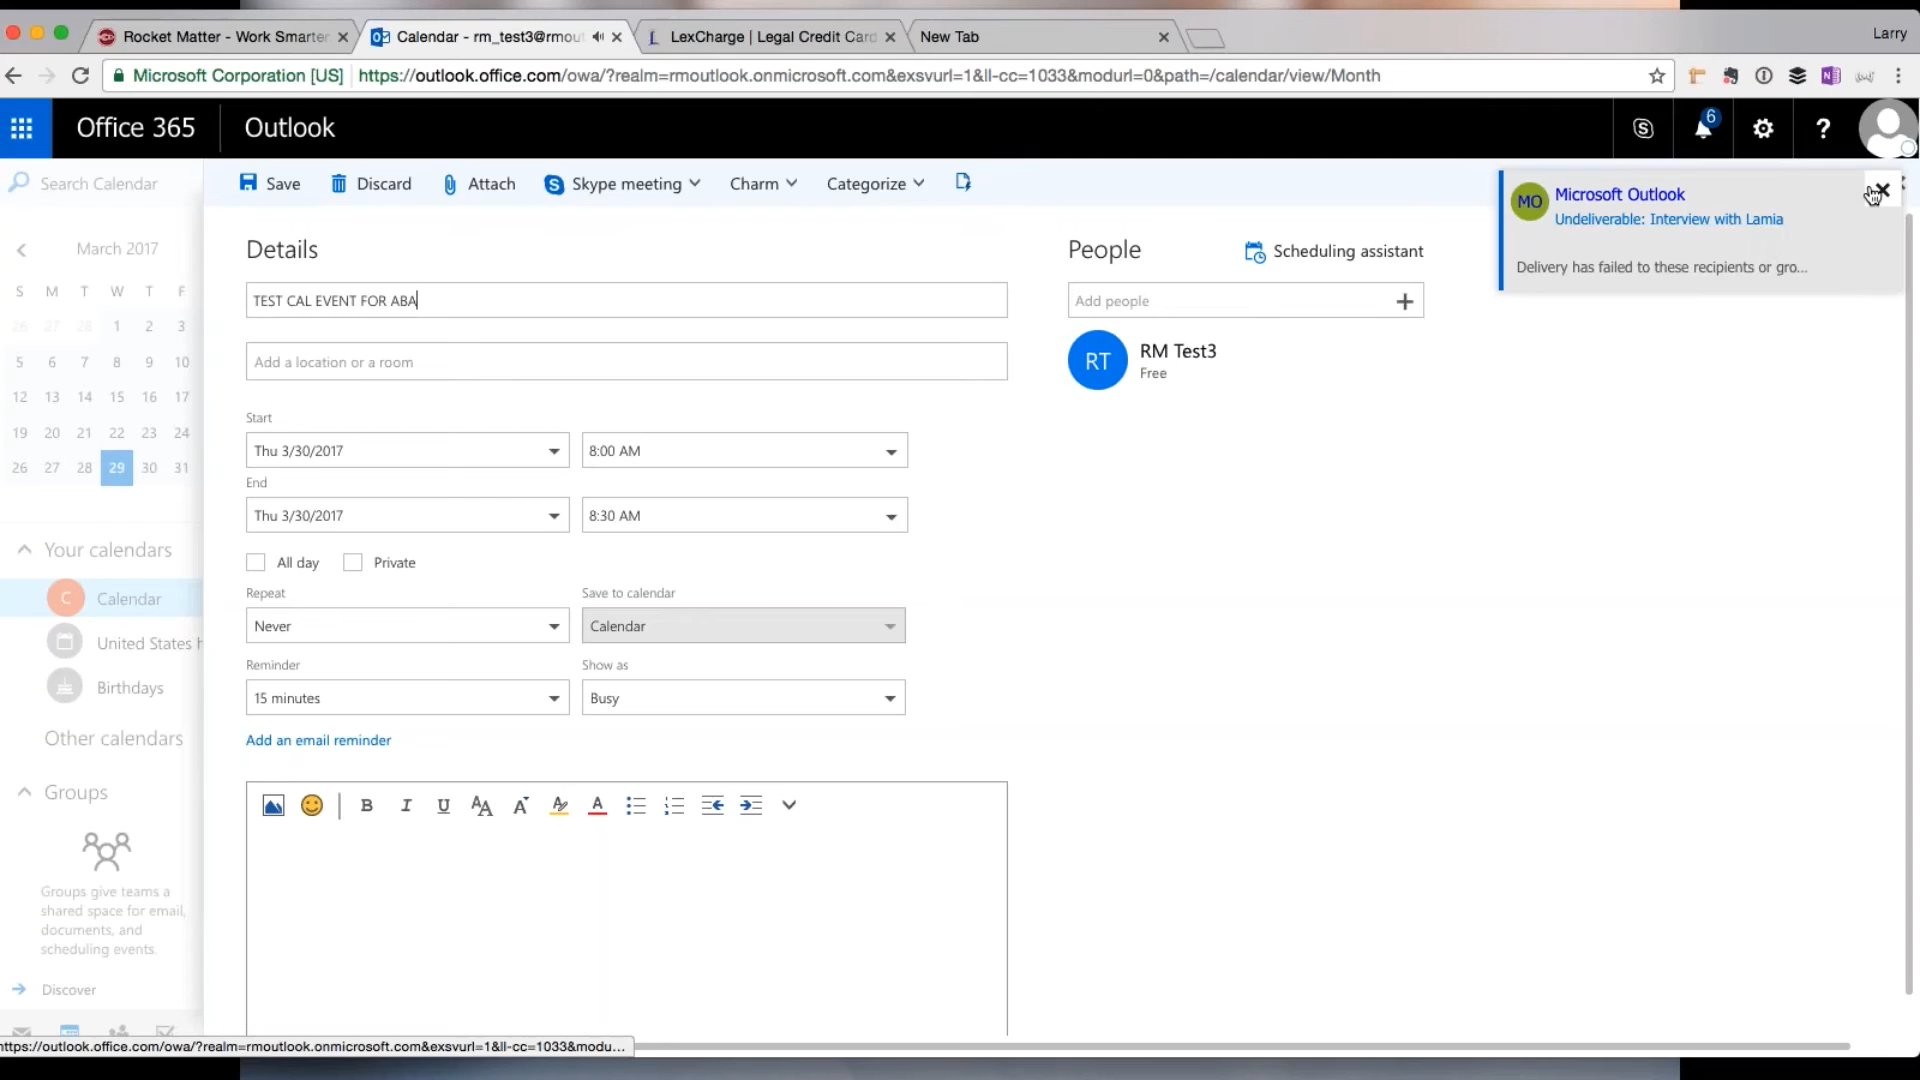 Rocket Matter - Work Smarter
Calendar - rm_test3@rmout
LexCharge | Legal Credit Card
New Tab
Larry
Microsoft Corporation [US]
https://outlook.office.com/owa/?realm=rmoutlook.onmicrosoft.com&exsvurl=1&ll-cc=1033&modurl=0&path=/calendar/view/Month
Office 365
Outlook
6
Search Calendar
Save
Discard
Attach
Skype meeting
Charm
Categorize
MO
Microsoft Outlook
Undeliverable: Interview with Lamia
Delivery has failed to these recipients or gro...
March 2017
S M T W T F
26 27 28 1 2 3
5 6 7 8 9 10
12 13 14 15 16 17
19 20 21 22 23 24
26 27 28 29 30 31
Your calendars
C
Calendar
United States h
Birthdays
Other calendars
Groups
Groups give teams a
shared space for email,
documents, and
scheduling events.
Discover
Details
TEST CAL EVENT FOR ABA
Add a location or a room
Start
Thu 3/30/2017
8:00 AM
End
Thu 3/30/2017
8:30 AM
All day
Private
Repeat
Save to calendar
Never
Calendar
Reminder
Show as
15 minutes
Busy
Add an email reminder
B I U AA A A
People
Scheduling assistant
Add people
RT
RM Test3
Free
https://outlook.office.com/owa/?realm=rmoutlook.onmicrosoft.com&exsvurl=1&ll-cc=1033&modu...